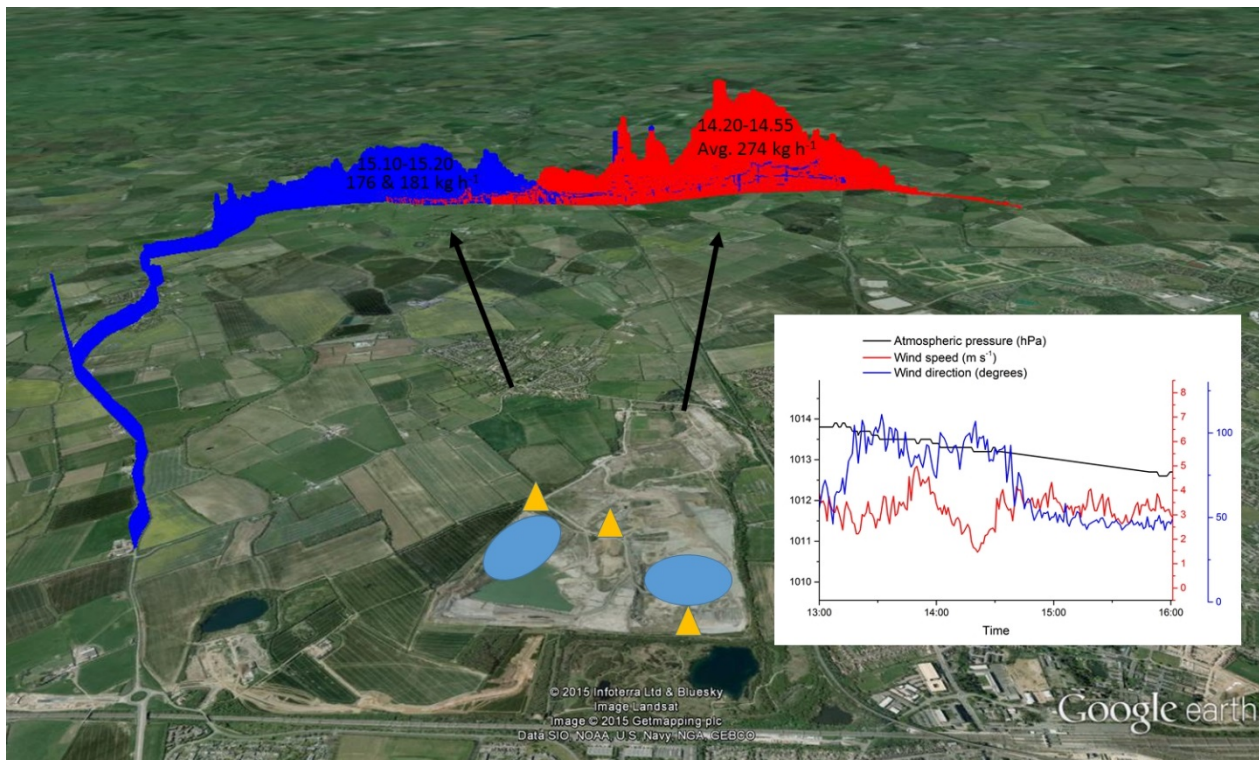 14.20-14.55
Avg. 274 kg h⁻¹
15.10-15.20
176 & 181 kg h⁻¹
Atmospheric pressure (hPa)
Wind speed (m s⁻¹)
Wind direction (degrees)
1014
1013
1012
1011
1010
8
7
6
5
4
3
2
1
0
100
50
0
13:00 14:00 15:00 16:00
Time
© 2015 Infoterra Ltd & Bluesky
Image Landsat
Image © 2015 Getmapping plc
Data SIO, NOAA, U.S. Navy, NGA, GEBCO
Google earth